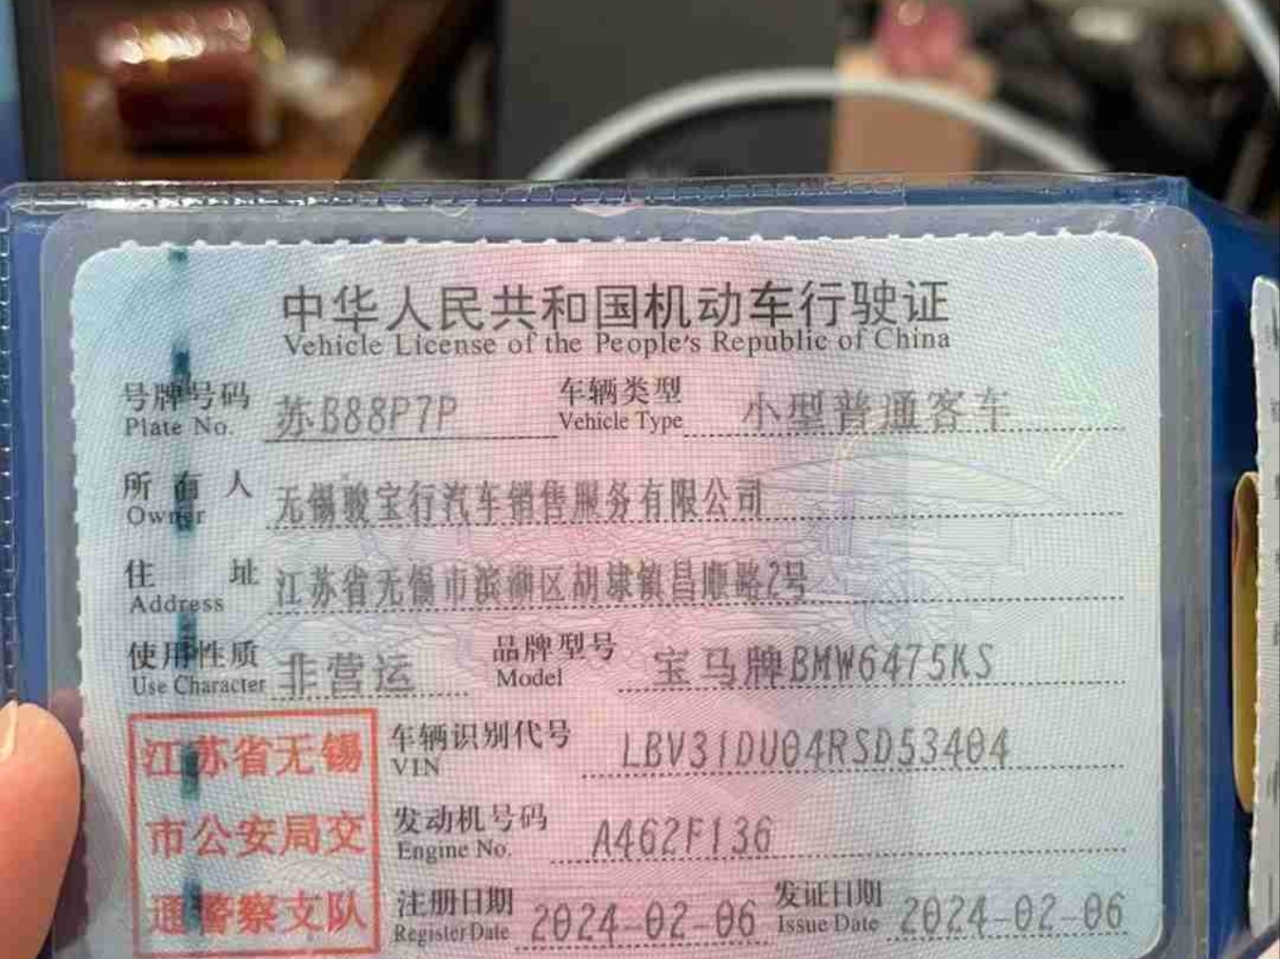 中华人民共和国机动车行驶证
Vehicle License of the People's Republic of China
号牌号码 苏B88P7P 车辆类型 小型普通客车
Plate No. Vehicle Type
所有人 无锡骏宝行汽车销售服务有限公司
Owner
住址 江苏省无锡市滨湖区胡埭镇昌顺路2号
Address
使用性质 非营运 品牌型号 宝马牌BMW6475KS
Use Character Model
江苏省无锡
市公安局交
通警察支队
车辆识别代号 LBV31DU04RSD53404
VIN
发动机号码 A462F136
Engine No.
注册日期 2024-02-06 发证日期 2024-02-06
Register Date Issue Date